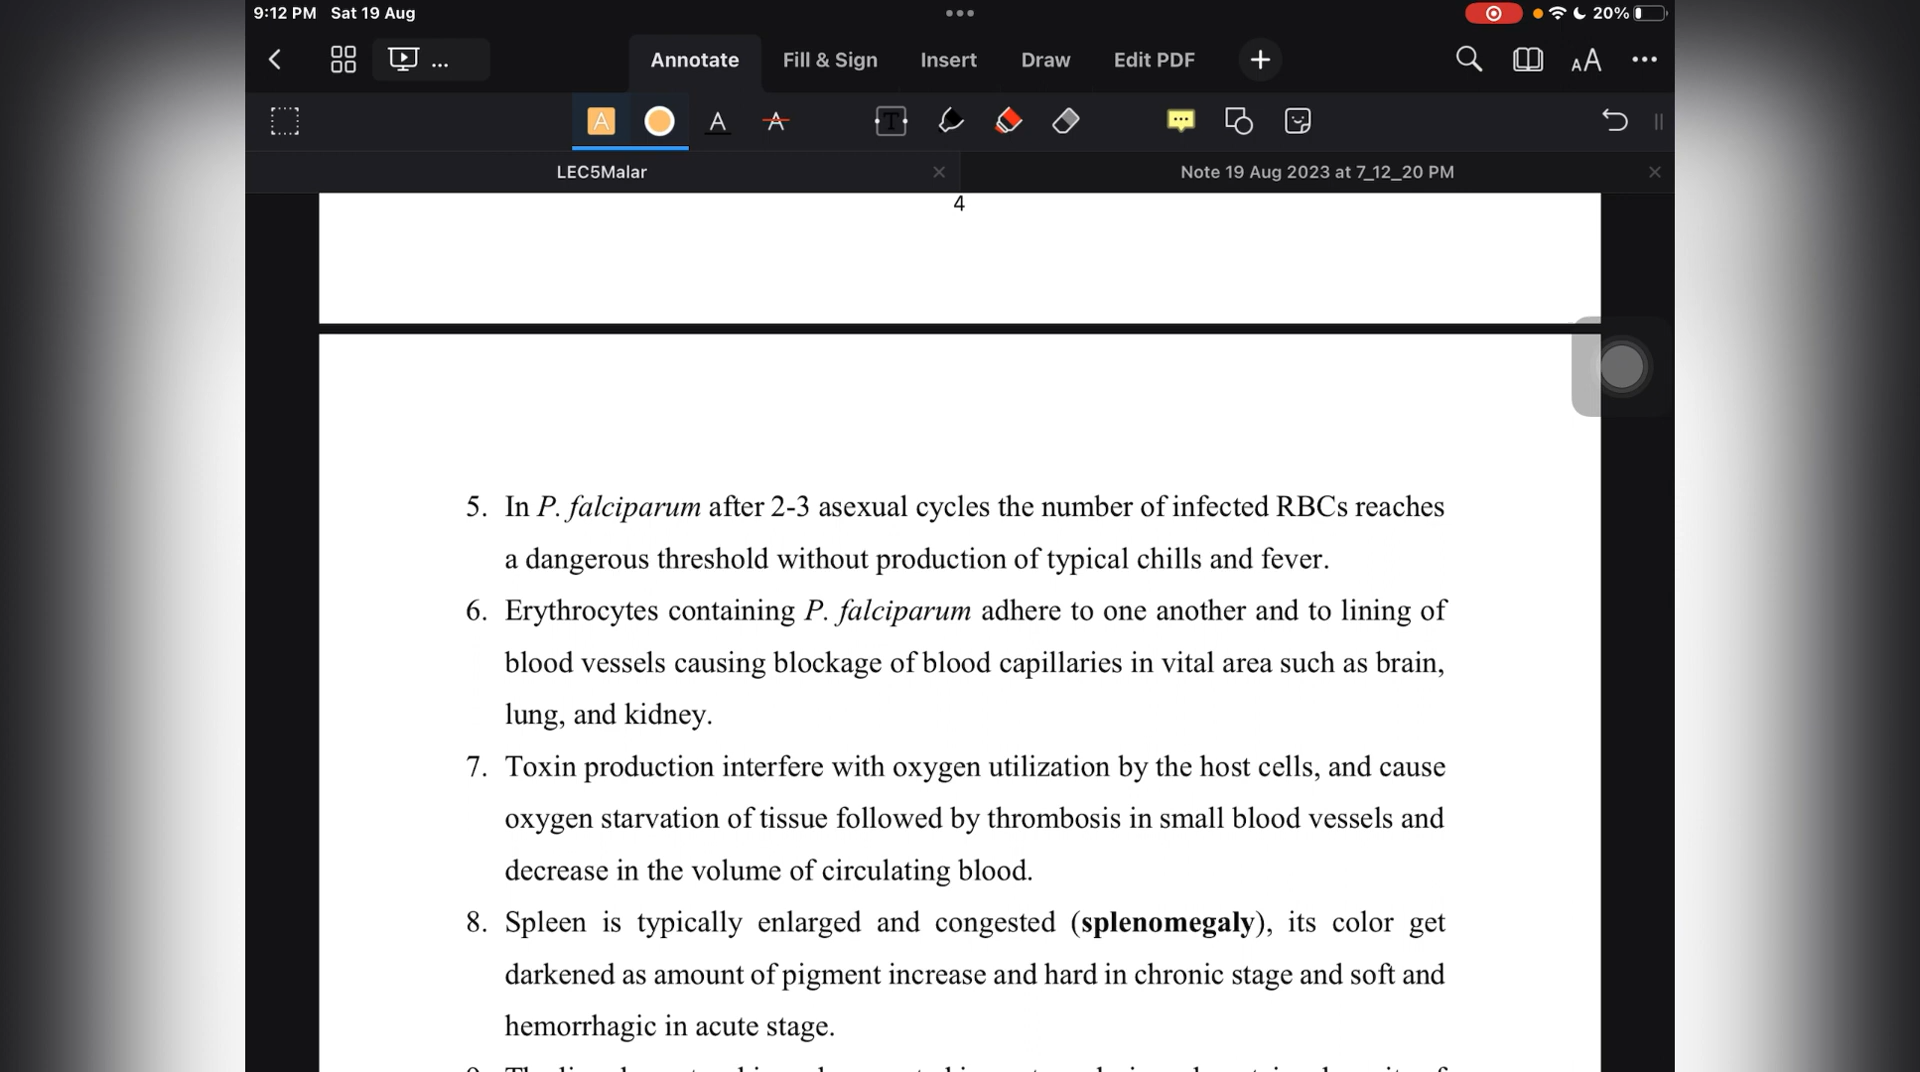 9:12 PM Sat 19 Aug
20%
Annotate Fill & Sign Insert Draw Edit PDF
LEC5Malar
Note 19 Aug 2023 at 7_12_20 PM
4
5. In P. falciparum after 2-3 asexual cycles the number of infected RBCs reaches
a dangerous threshold without production of typical chills and fever.
6. Erythrocytes containing P. falciparum adhere to one another and to lining of
blood vessels causing blockage of blood capillaries in vital area such as brain,
lung, and kidney.
7. Toxin production interfere with oxygen utilization by the host cells, and cause
oxygen starvation of tissue followed by thrombosis in small blood vessels and
decrease in the volume of circulating blood.
8. Spleen is typically enlarged and congested (splenomegaly), its color get
darkened as amount of pigment increase and hard in chronic stage and soft and
hemorrhagic in acute stage.